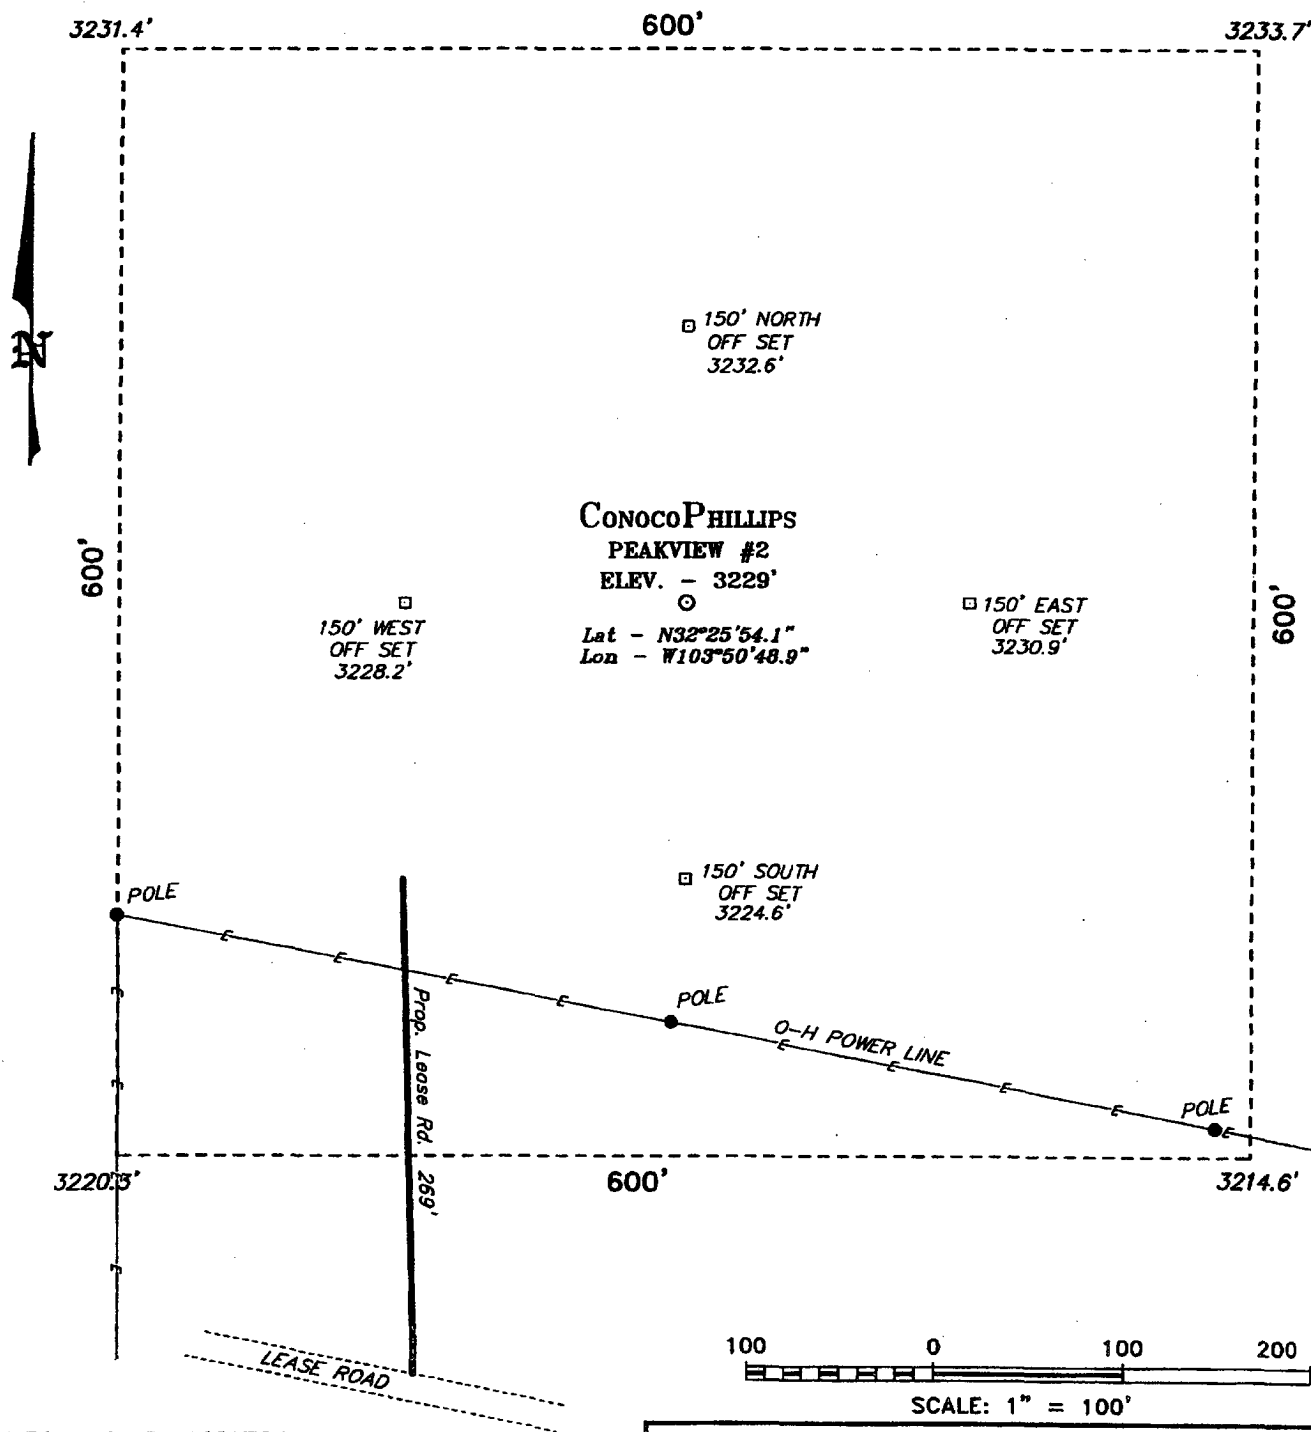 3231.4'
600'
3233.7'
N
150' NORTH
OFF SET
3232.6'
CONOCOPHILLIPS
PEAKVIEW #2
ELEV. - 3229'
Lat - N32°25'54.1"
Lon - W103°50'48.9"
150' WEST
OFF SET
3228.2'
150' EAST
OFF SET
3230.9'
600'
600'
150' SOUTH
OFF SET
3224.6'
POLE
E E E E
POLE
O-H POWER LINE
E E E E E
POLE
E E E E
Prop. Lease Rd. 269'
3220.3'
600'
3214.6'
LEASE ROAD
100 0 100 200
SCALE: 1" = 100'